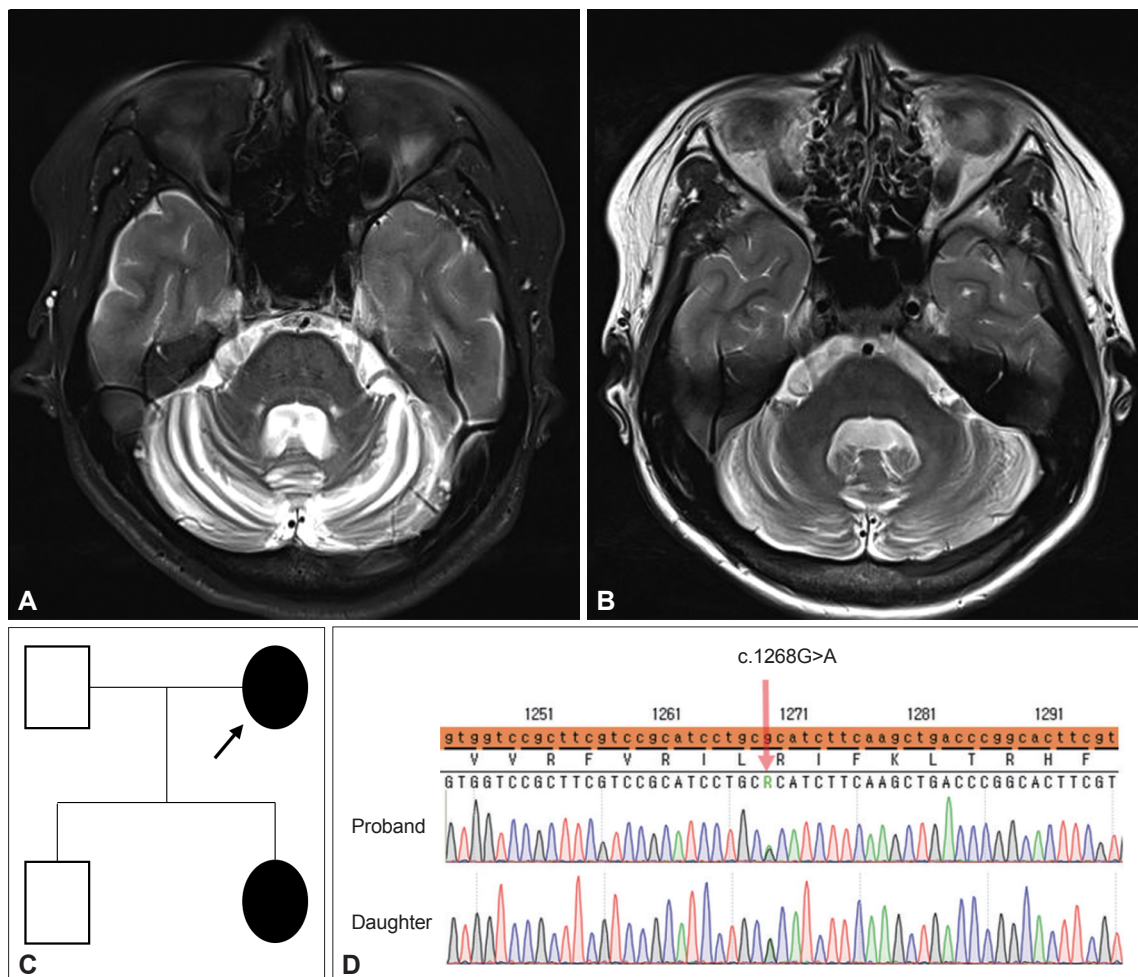 A
B
C
D
c.1268G>A
1251 1261 1271 1281 1291
gtggtccgcttcgtccgcatcctgcgcatcttcaagctgacccggcacttcgt
V V R F V R I L R I F K L T R H F
GTGGTCCGCTTCGTCCGCATCCTGCRCATCTTCAAGCTGACCCGGCACTTCGT
Proband
Daughter